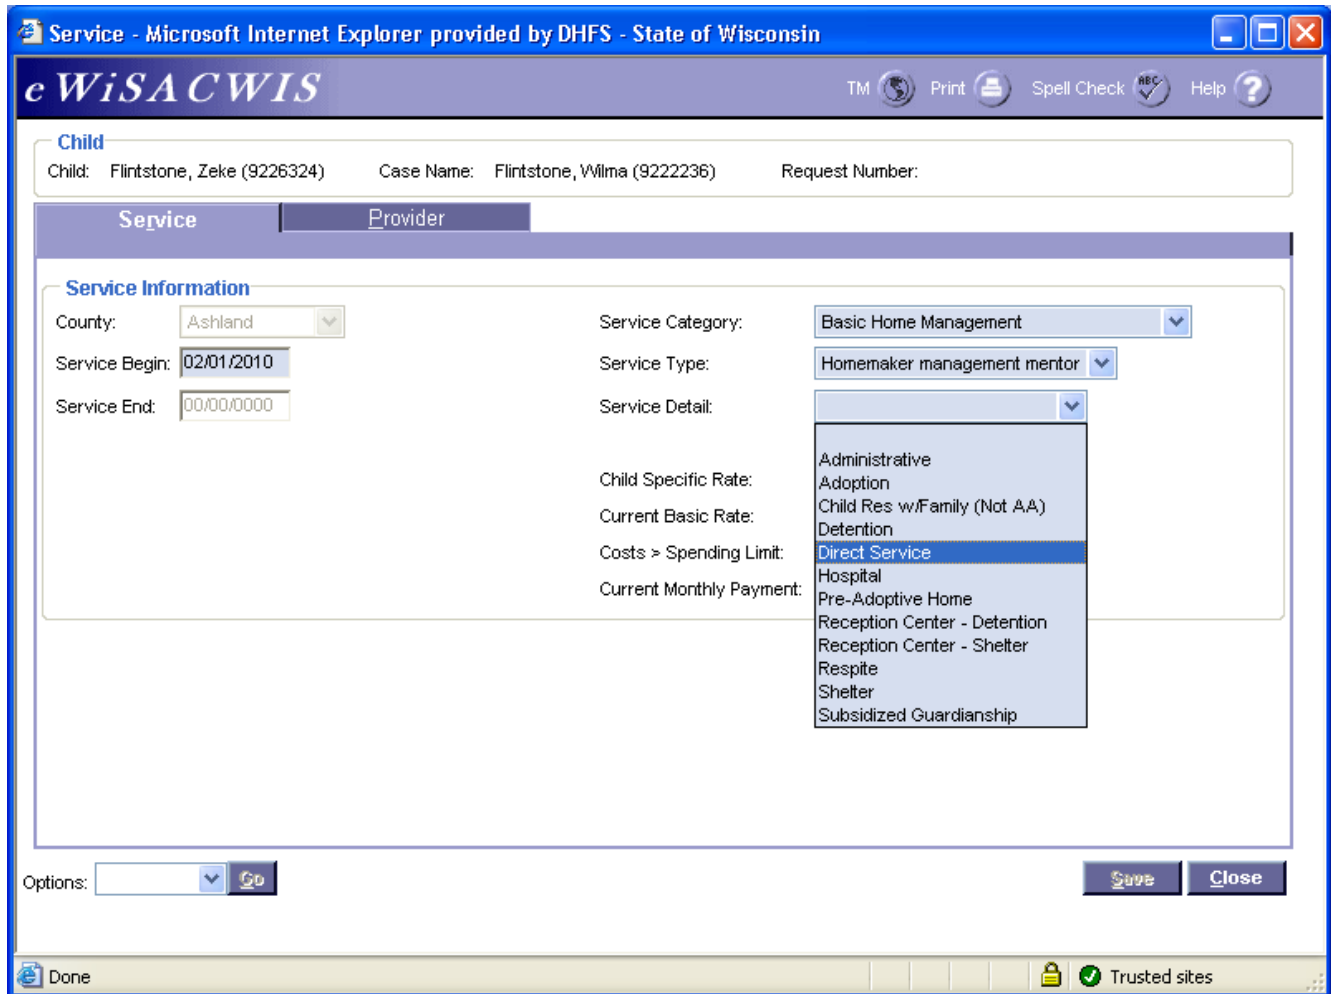 Service - Microsoft Internet Explorer provided by DHFS - State of Wisconsin
e WiSACWIS TM Print Spell Check ABC Help ?
Child
Child: Flintstone, Zeke (9226324) Case Name: Flintstone, Wilma (9222236) Request Number:
Service Provider
Service Information
County: Ashland Service Category: Basic Home Management
Service Begin: 02/01/2010 Service Type: Homemaker management mentor
Service End: 00/00/0000 Service Detail:
Administrative
Child Specific Rate: Adoption
Child Res w/Family (Not AA)
Current Basic Rate: Detention
Costs > Spending Limit: Direct Service
Hospital
Current Monthly Payment: Pre-Adoptive Home
Reception Center - Detention
Reception Center - Shelter
Respite
Shelter
Subsidized Guardianship
Options: Go Save Close
Done Trusted sites